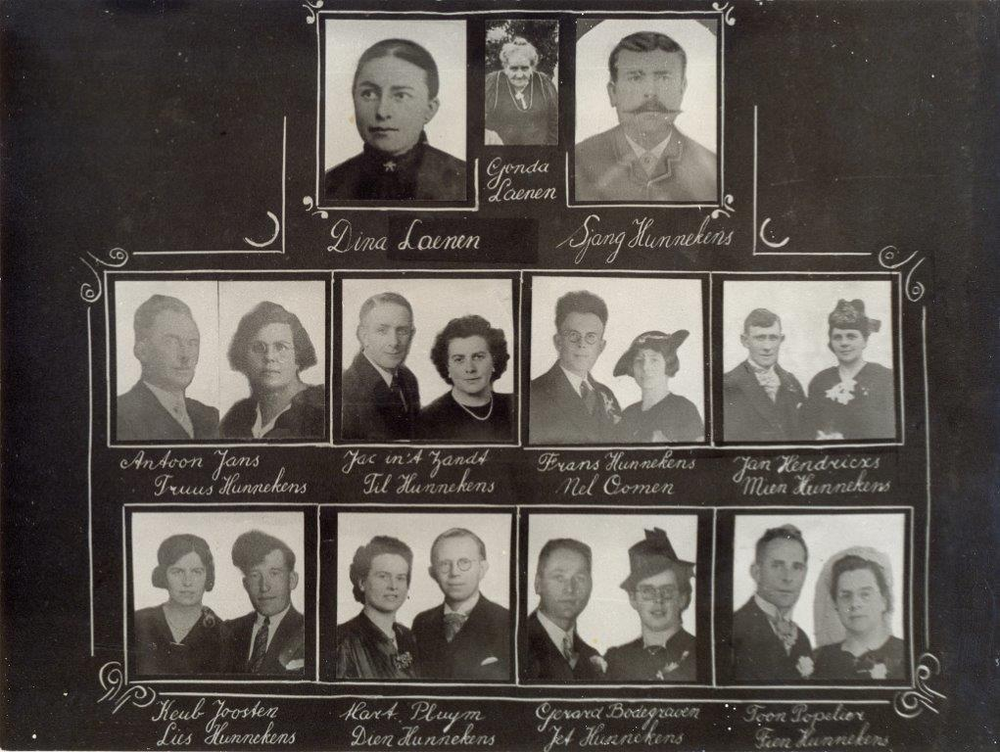 Gonda
Laenen
Dina Laenen
Sjang Hunnekens
Antoon Jans
Truus Hunnekens
Jac in't Zandt
Til Hunnekens
Frans Hunnekens
Nel Oomen
Jan Hendricxs
Mien Hunnekens
Keub Joosten
Lies Hunnekens
Mart. Pluym
Dien Hunnekens
Gerard Bodegraven
Jet Hunnekens
Toon Popelier
Fien Hunnekens